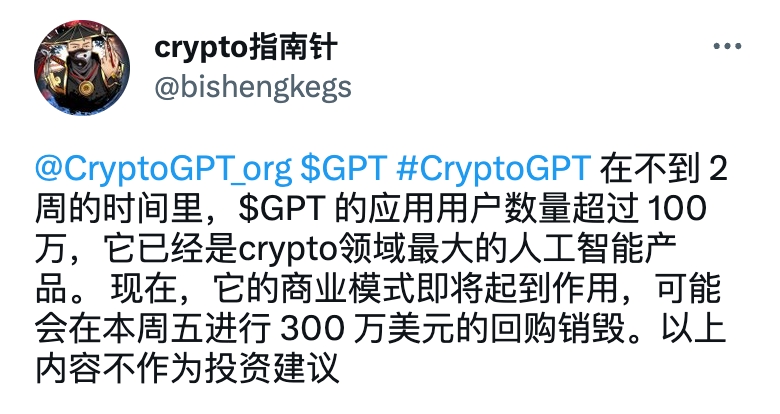 crypto指南针
@bishengkegs
@CryptoGPT_org $GPT #CryptoGPT 在不到 2
周的时间里，$GPT 的应用用户数量超过 100
万，它已经是crypto领域最大的人工智能产
品。 现在，它的商业模式即将起到作用，可能
会在本周五进行 300 万美元的回购销毁。以上
内容不作为投资建议